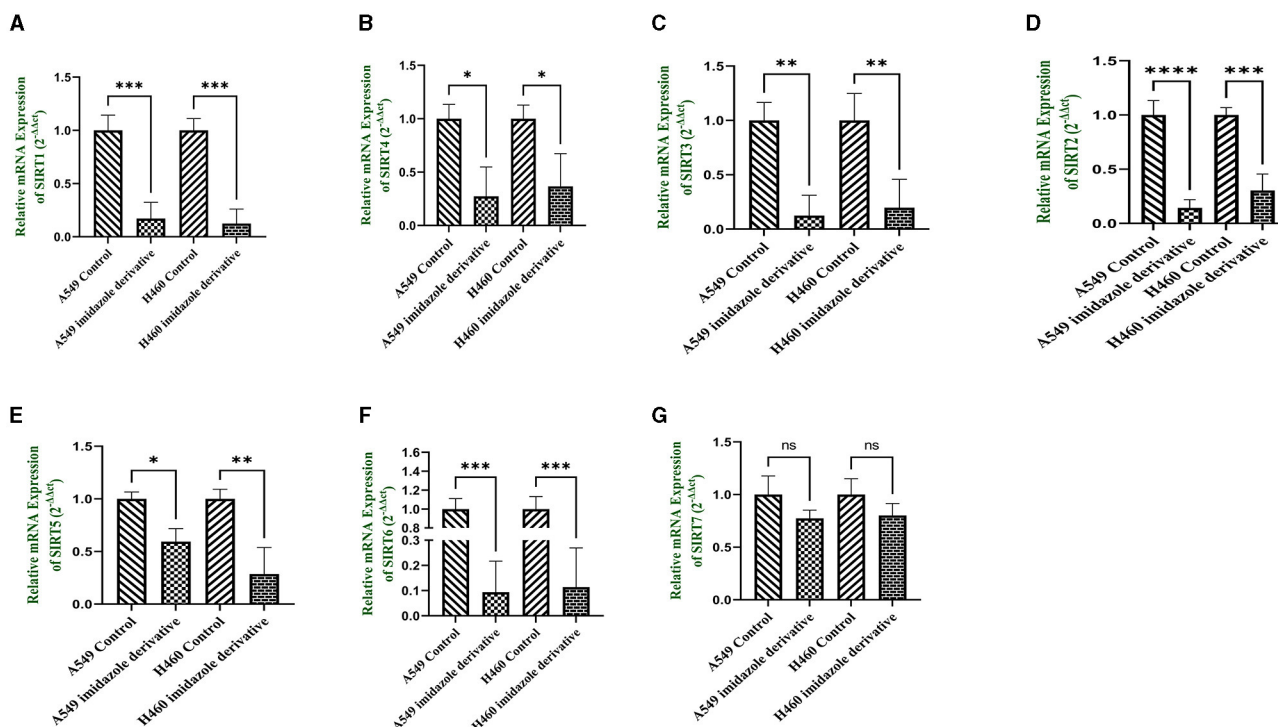 A
Relative mRNA Expression
of SIRT1 (2^-ΔΔct)
1.5
1.0
0.5
0.0
***
***
A549 Control
A549 imidazole derivative
H460 Control
H460 imidazole derivative
B
Relative mRNA Expression
of SIRT4 (2^-ΔΔct)
1.5
1.0
0.5
0.0
*
*
A549 Control
A549 imidazole derivative
H460 Control
H460 imidazole derivative
C
Relative mRNA Expression
of SIRT3 (2^-ΔΔct)
1.5
1.0
0.5
0.0
**
**
A549 Control
A549 imidazole derivative
H460 Control
H460 imidazole derivative
D
Relative mRNA Expression
of SIRT2 (2^-ΔΔct)
1.5
1.0
0.5
0.0
****
***
A549 Control
A549 imidazole derivative
H460 Control
H460 imidazole derivative
E
Relative mRNA Expression
of SIRT5 (2^-ΔΔct)
1.5
1.0
0.5
0.0
*
**
A549 Control
A549 imidazole derivative
H460 Control
H460 imidazole derivative
F
Relative mRNA Expression
of SIRT6 (2^-ΔΔct)
1.6
1.4
1.2
1.0
0.8
0.3
0.2
0.1
0.0
***
***
A549 Control
A549 imidazole derivative
H460 Control
H460 imidazole derivative
G
Relative mRNA Expression
of SIRT7 (2^-ΔΔct)
1.5
1.0
0.5
0.0
ns
ns
A549 Control
A549 imidazole derivative
H460 Control
H460 imidazole derivative